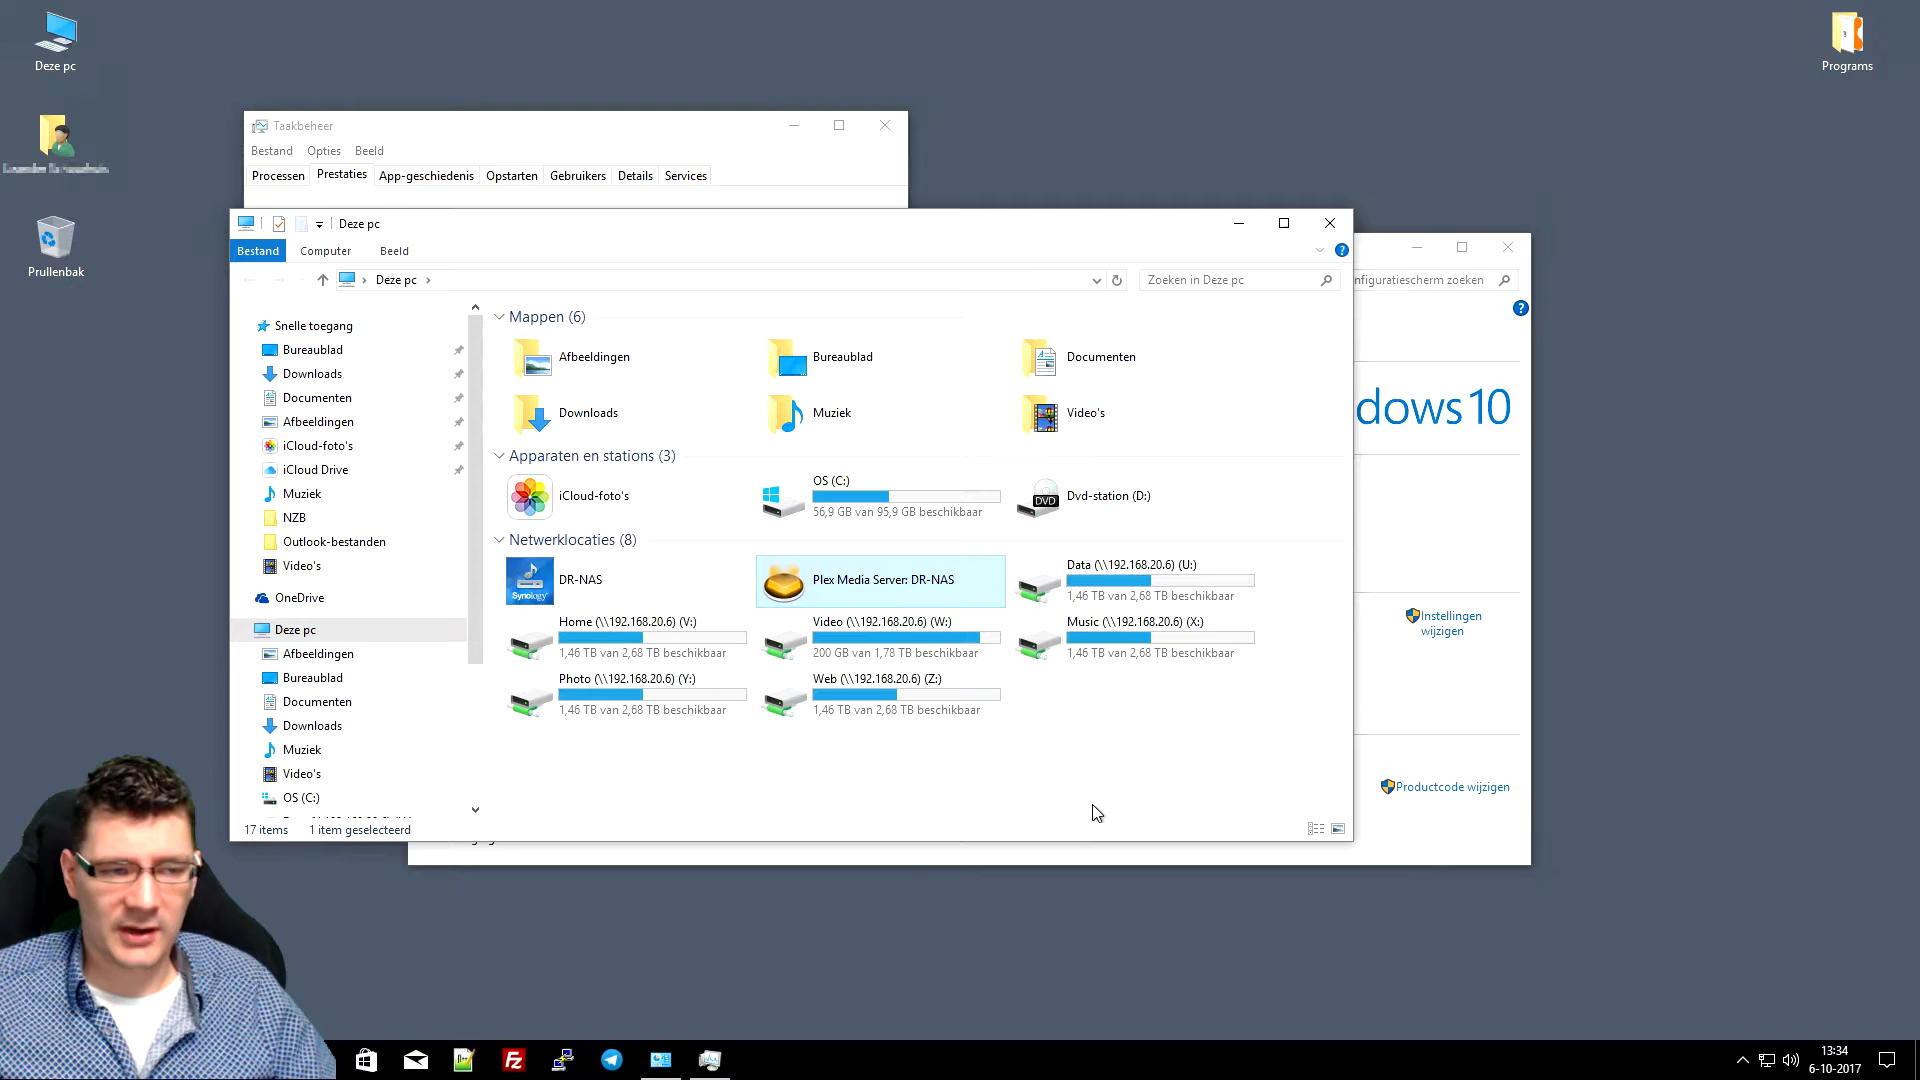 Deze pc
Programs
Prullenbak
Taakbeheer
Bestand Opties Beeld
Processen Prestaties App-geschiedenis Opstarten Gebruikers Details Services
Deze pc
Bestand Computer Beeld
Deze pc
Zoeken in Deze pc
nfiguratiescherm zoeken
Snelle toegang
Bureaublad
Downloads
Documenten
Afbeeldingen
iCloud-foto's
iCloud Drive
Muziek
NZB
Outlook-bestanden
Video's
OneDrive
Deze pc
Afbeeldingen
Bureaublad
Documenten
Downloads
Muziek
Video's
OS (C:)
17 items 1 item geselecteerd
Mappen (6)
Afbeeldingen
Bureaublad
Documenten
Downloads
Muziek
Video's
Apparaten en stations (3)
iCloud-foto's
OS (C:)
56,9 GB van 95,9 GB beschikbaar
DVD
Dvd-station (D:)
Netwerklocaties (8)
Synology
DR-NAS
Plex Media Server: DR-NAS
Data (\\192.168.20.6) (U:)
1,46 TB van 2,68 TB beschikbaar
Home (\\192.168.20.6) (V:)
1,46 TB van 2,68 TB beschikbaar
Video (\\192.168.20.6) (W:)
200 GB van 1,78 TB beschikbaar
Music (\\192.168.20.6) (X:)
1,46 TB van 2,68 TB beschikbaar
Photo (\\192.168.20.6) (Y:)
1,46 TB van 2,68 TB beschikbaar
Web (\\192.168.20.6) (Z:)
1,46 TB van 2,68 TB beschikbaar
dows 10
Instellingen
wijzigen
Productcode wijzigen
Fz
13:34
6-10-2017